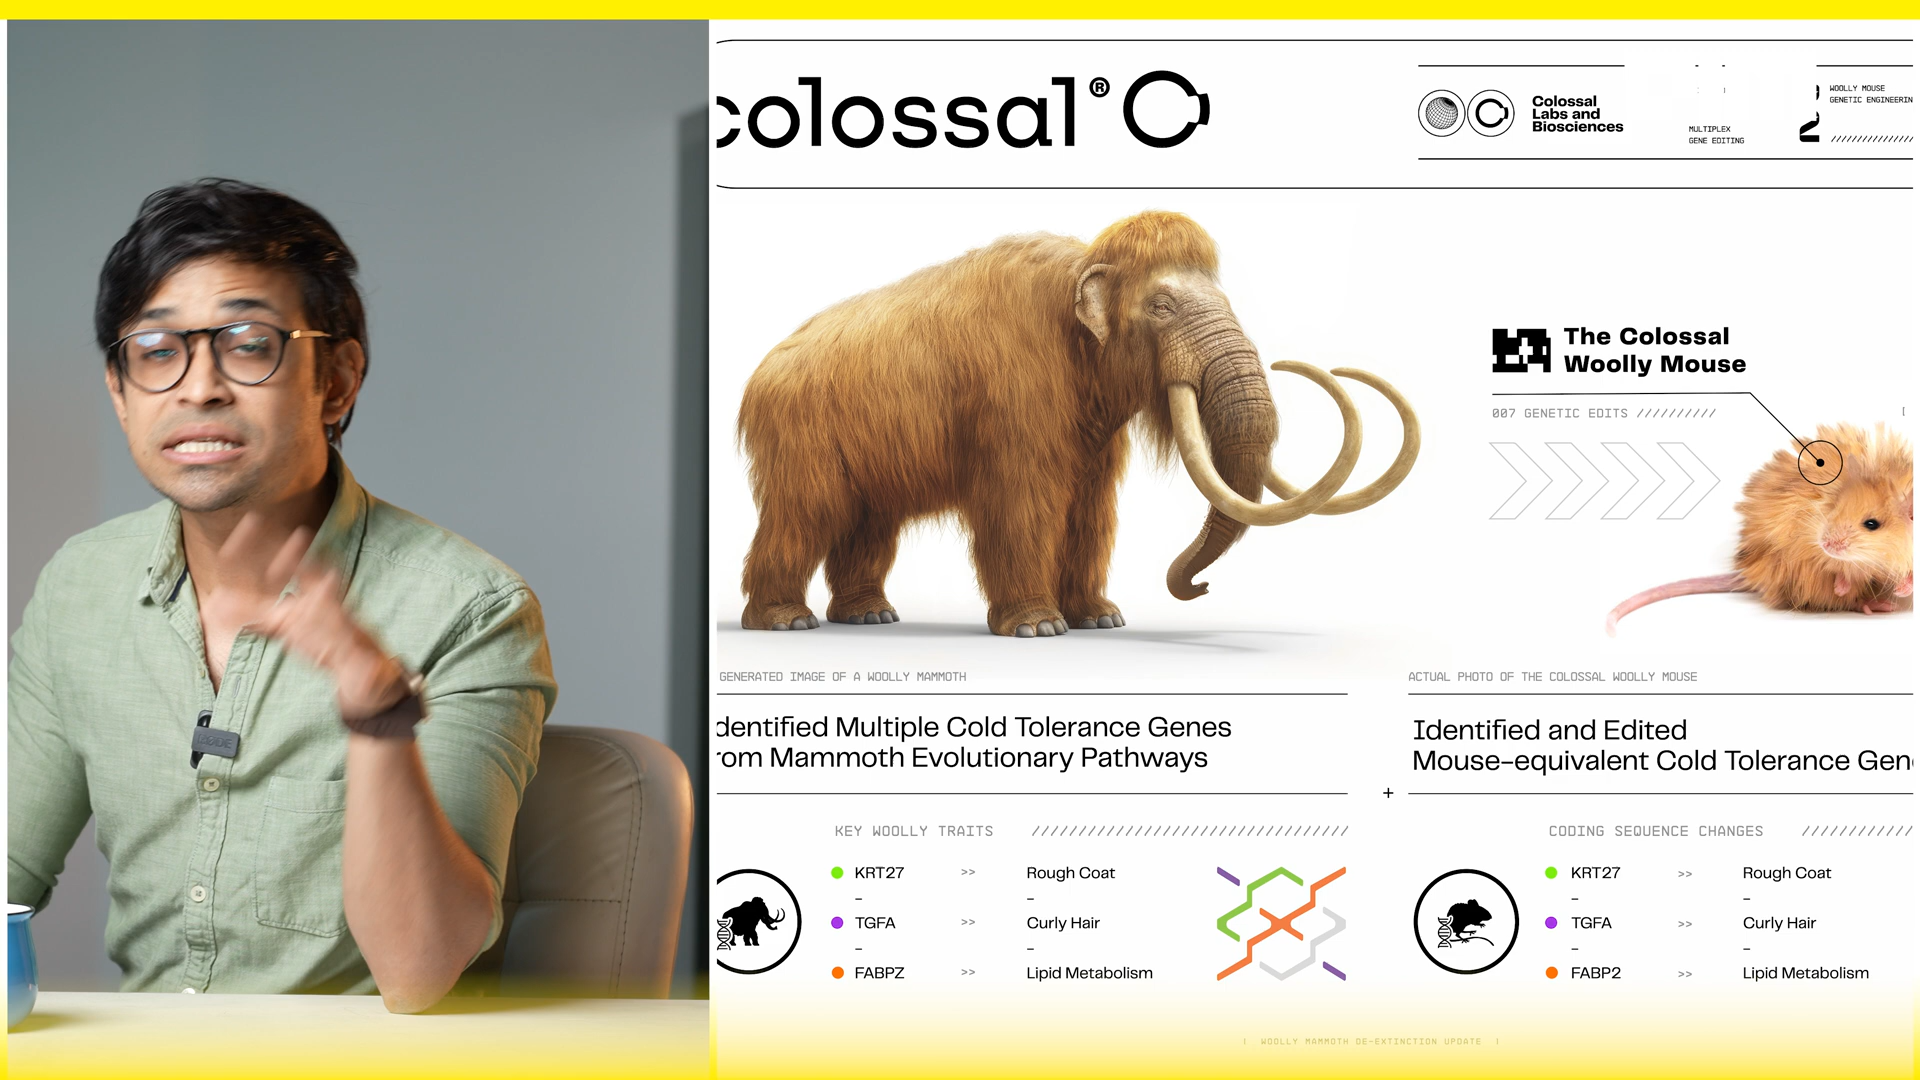 colossal® C
Colossal
Labs and
Biosciences
MULTIPLEX
GENE EDITING
WOOLLY MOUSE
GENETIC ENGINEERIN
The Colossal
Woolly Mouse
007 GENETIC EDITS //////////
GENERATED IMAGE OF A WOOLLY MAMMOTH
ACTUAL PHOTO OF THE COLOSSAL WOOLLY MOUSE
dentified Multiple Cold Tolerance Genes
rom Mammoth Evolutionary Pathways
Identified and Edited
Mouse-equivalent Cold Tolerance Gen
+
KEY WOOLLY TRAITS
KRT27 >> Rough Coat
TGFA >> Curly Hair
FABPZ >> Lipid Metabolism
CODING SEQUENCE CHANGES
KRT27 >> Rough Coat
TGFA >> Curly Hair
FABP2 >> Lipid Metabolism
WOOLLY MAMMOTH DE-EXTINCTION UPDATE
RØDE